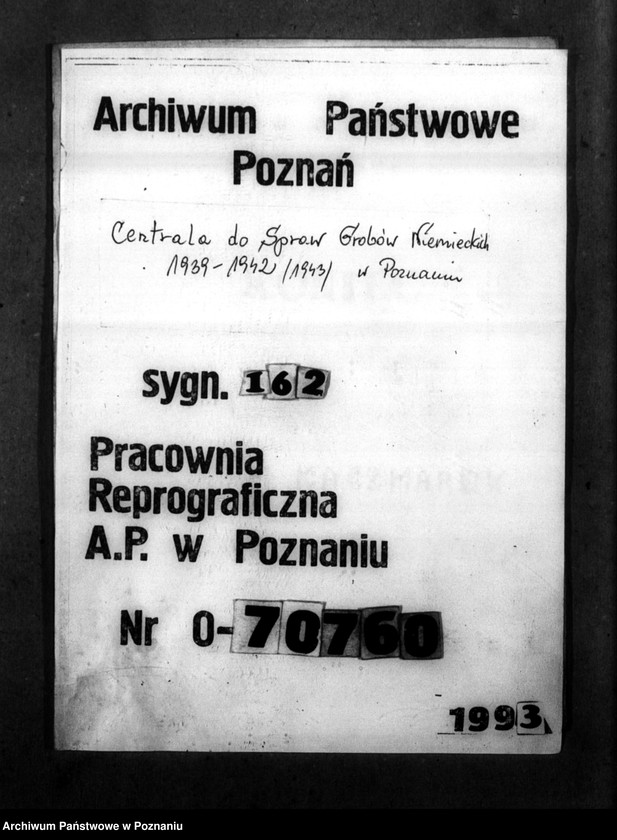 Archiwum Państwowe
Poznań
Centrala do Spraw Grobów Niemieckich
1939-1942 /1943/ w Poznaniu
sygn. 162
Pracownia
Reprograficzna
A.P. w Poznaniu
Nr 0-70760
1993
Archiwum Państwowe w Poznaniu